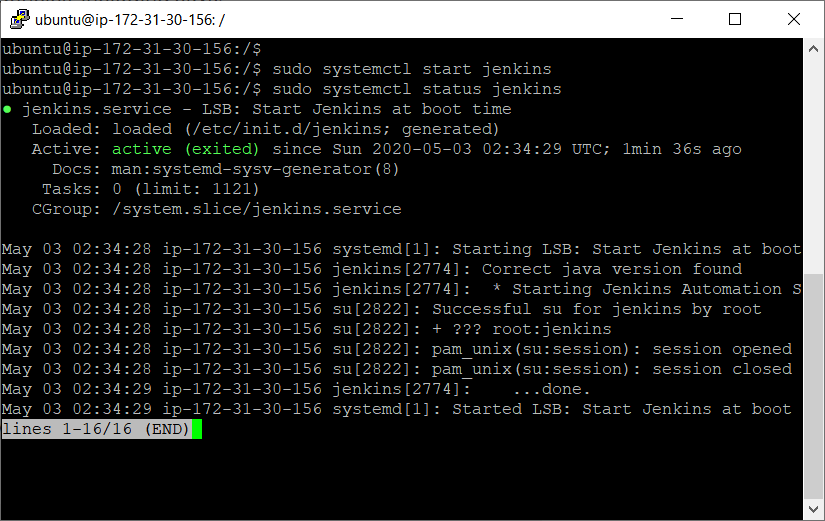 ubuntu@ip-172-31-30-156: /
ubuntu@ip-172-31-30-156:/$
ubuntu@ip-172-31-30-156:/$ sudo systemctl start jenkins
ubuntu@ip-172-31-30-156:/$ sudo systemctl status jenkins
● jenkins.service - LSB: Start Jenkins at boot time
   Loaded: loaded (/etc/init.d/jenkins; generated)
   Active: active (exited) since Sun 2020-05-03 02:34:29 UTC; 1min 36s ago
     Docs: man:systemd-sysv-generator(8)
    Tasks: 0 (limit: 1121)
   CGroup: /system.slice/jenkins.service

May 03 02:34:28 ip-172-31-30-156 systemd[1]: Starting LSB: Start Jenkins at boot
May 03 02:34:28 ip-172-31-30-156 jenkins[2774]: Correct java version found
May 03 02:34:28 ip-172-31-30-156 jenkins[2774]:  * Starting Jenkins Automation S
May 03 02:34:28 ip-172-31-30-156 su[2822]: Successful su for jenkins by root
May 03 02:34:28 ip-172-31-30-156 su[2822]: + ??? root:jenkins
May 03 02:34:28 ip-172-31-30-156 su[2822]: pam_unix(su:session): session opened
May 03 02:34:28 ip-172-31-30-156 su[2822]: pam_unix(su:session): session closed
May 03 02:34:29 ip-172-31-30-156 jenkins[2774]:    ...done.
May 03 02:34:29 ip-172-31-30-156 systemd[1]: Started LSB: Start Jenkins at boot
lines 1-16/16 (END)